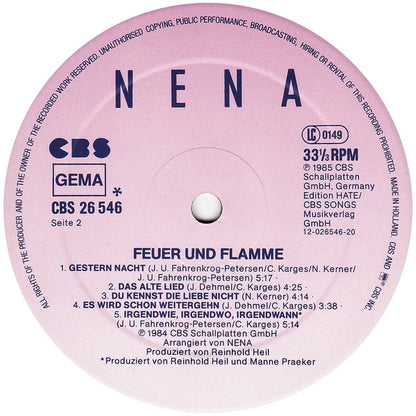 ALL RIGHTS OF THE PRODUCER AND OF THE OWNER OF THE RECORDED WORK RESERVED. UNAUTHORISED COPYING, PUBLIC PERFORMANCE, BROADCASTING, HIRING OR RENTAL OF THIS RECORDING PROHIBITED. MADE IN HOLLAND. CBS AND ARE CBS INC.
NENA
CBS
LC 0149
GEMA *
CBS 26 546
Seite 2
33⅓ RPM
℗ 1985 CBS
Schallplatten
GmbH, Germany
Edition HATE/
CBS SONGS
Musikverlag
GmbH
12-026546-20
FEUER UND FLAMME
1. GESTERN NACHT (J. U. Fahrenkrog-Petersen/C. Karges/N. Kerner/
J. U. Fahrenkrog-Petersen) 5:17
2. DAS ALTE LIED (J. Dehmel/C. Karges) 4:25
3. DU KENNST DIE LIEBE NICHT (N. Kerner) 4:14
4. ES WIRD SCHON WEITERGEHN (J. Dehmel/C Karges) 3:38
5. IRGENDWIE, IRGENDWO, IRGENDWANN*
(J. U. Fahrenkrog-Petersen/C. Karges) 5:14
℗ 1984 CBS Schallplatten GmbH
Arrangiert von NENA
Produziert von Reinhold Heil
*Produziert von Reinhold Heil und Manne Praeker